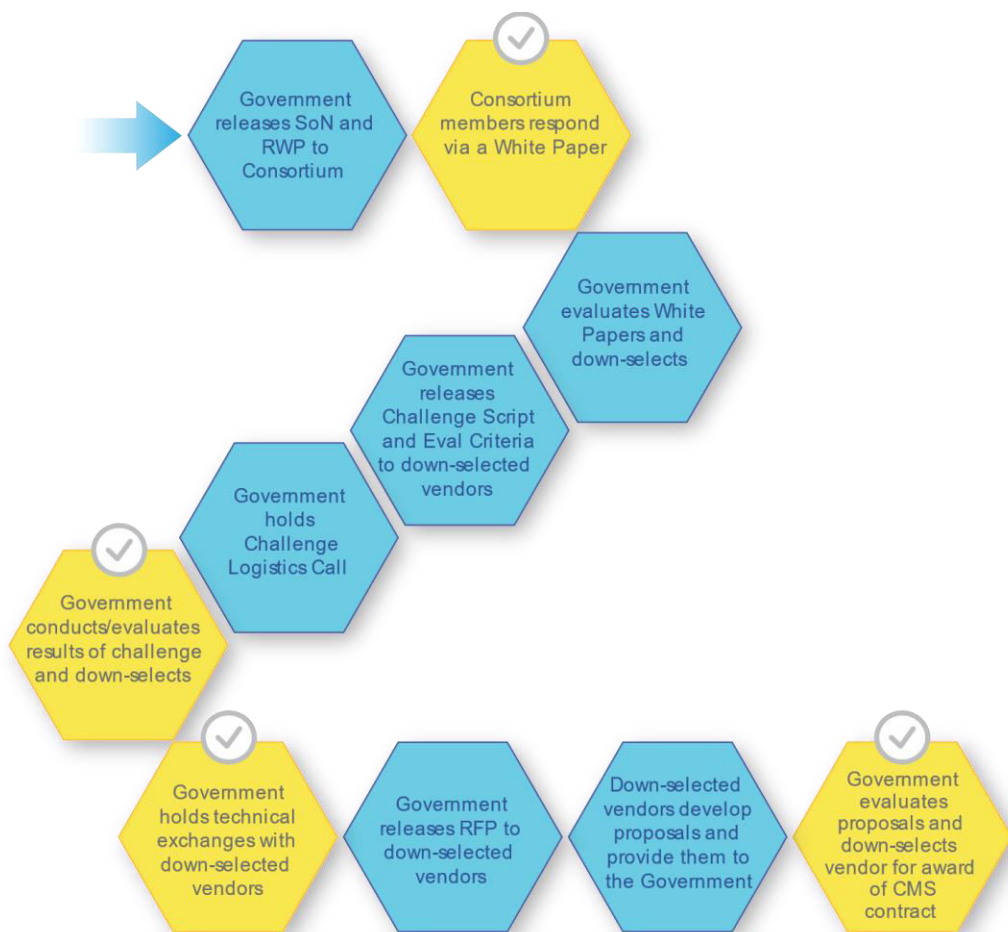 Government
releases SoN and
RWP to
Consortium
Consortium
members respond
via a White Paper
Government
evaluates White
Papers and
down-selects
Government
releases
Challenge Script
and Eval Criteria
to down-selected
vendors
Government
holds
Challenge
Logistics Call
Government
conducts/evaluates
results of challenge
and down-selects
Government
holds technical
exchanges with
down-selected
vendors
Government
releases RFP to
down-selected
vendors
Down-selected
vendors develop
proposals and
provide them to
the Government
Government
evaluates
proposals and
down-selects
vendor for award
of CMS
contract